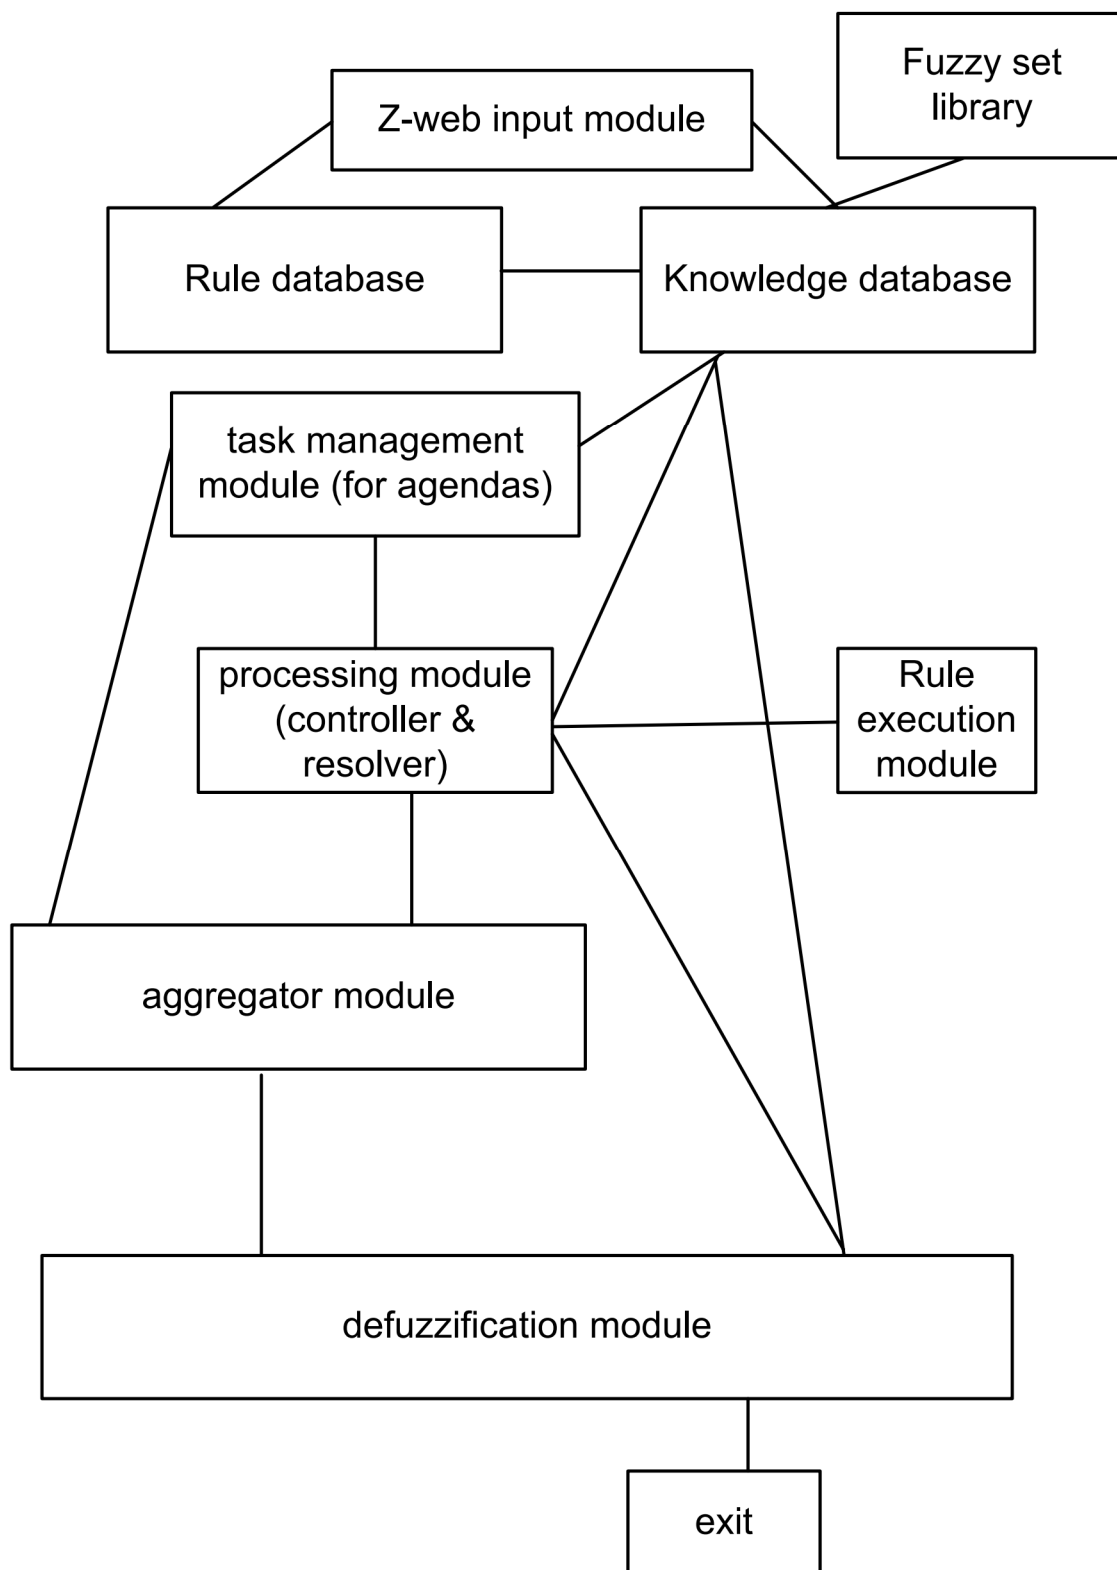 Fuzzy set
library
Z-web input module
Rule database
Knowledge database
task management
module (for agendas)
processing module
(controller &
resolver)
Rule
execution
module
aggregator module
defuzzification module
exit